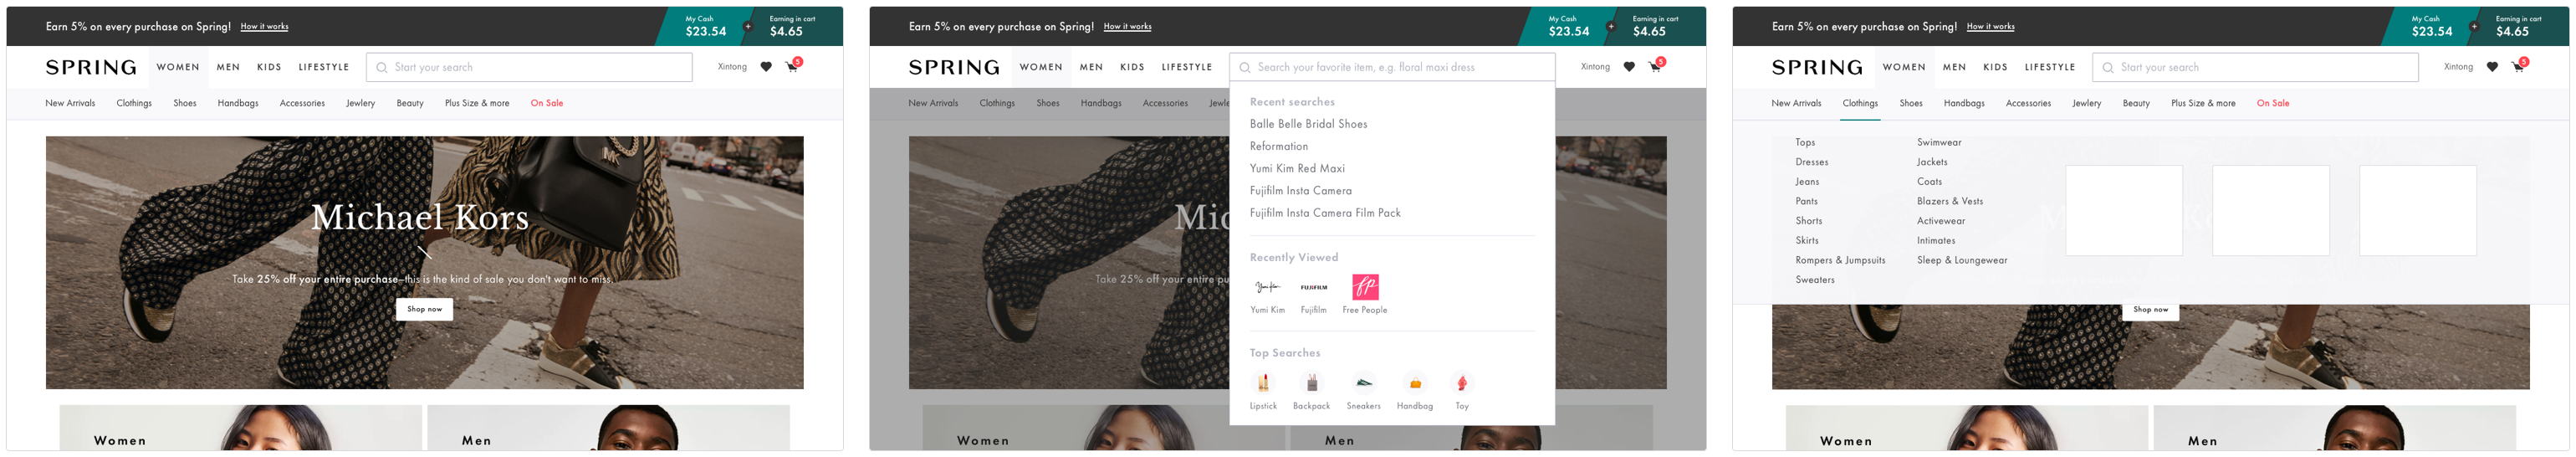 Earn 5% on every purchase on Spring! How it works
My Cash
$23.54
+
Earning in cart
$4.65
SPRING WOMEN MEN KIDS LIFESTYLE Start your search Xintong 5
New Arrivals Clothings Shoes Handbags Accessories Jewlery Beauty Plus Size & more On Sale
MK
Michael Kors
Take 25% off your entire purchase–this is the kind of sale you don't want to miss.
Shop now
Women Men
Earn 5% on every purchase on Spring! How it works
My Cash
$23.54
+
Earning in cart
$4.65
SPRING WOMEN MEN KIDS LIFESTYLE Search your favorite item, e.g. floral maxi dress Xintong 5
New Arrivals Clothings Shoes Handbags Accessories Jewle
Mic
Take 25% off your entire pu
Recent searches
Balle Belle Bridal Shoes
Reformation
Yumi Kim Red Maxi
Fujifilm Insta Camera
Fujifilm Insta Camera Film Pack
Recently Viewed
Yumi Kim FUJIFILM fp
Yumi Kim Fujifilm Free People
Top Searches
Lipstick Backpack Sneakers Handbag Toy
Women Men
Earn 5% on every purchase on Spring! How it works
My Cash
$23.54
+
Earning in cart
$4.65
SPRING WOMEN MEN KIDS LIFESTYLE Start your search Xintong 5
New Arrivals Clothings Shoes Handbags Accessories Jewlery Beauty Plus Size & more On Sale
Tops
Dresses
Jeans
Pants
Shorts
Skirts
Rompers & Jumpsuits
Sweaters
Swimwear
Jackets
Coats
Blazers & Vests
Activewear
Intimates
Sleep & Loungewear
Shop now
Women Men